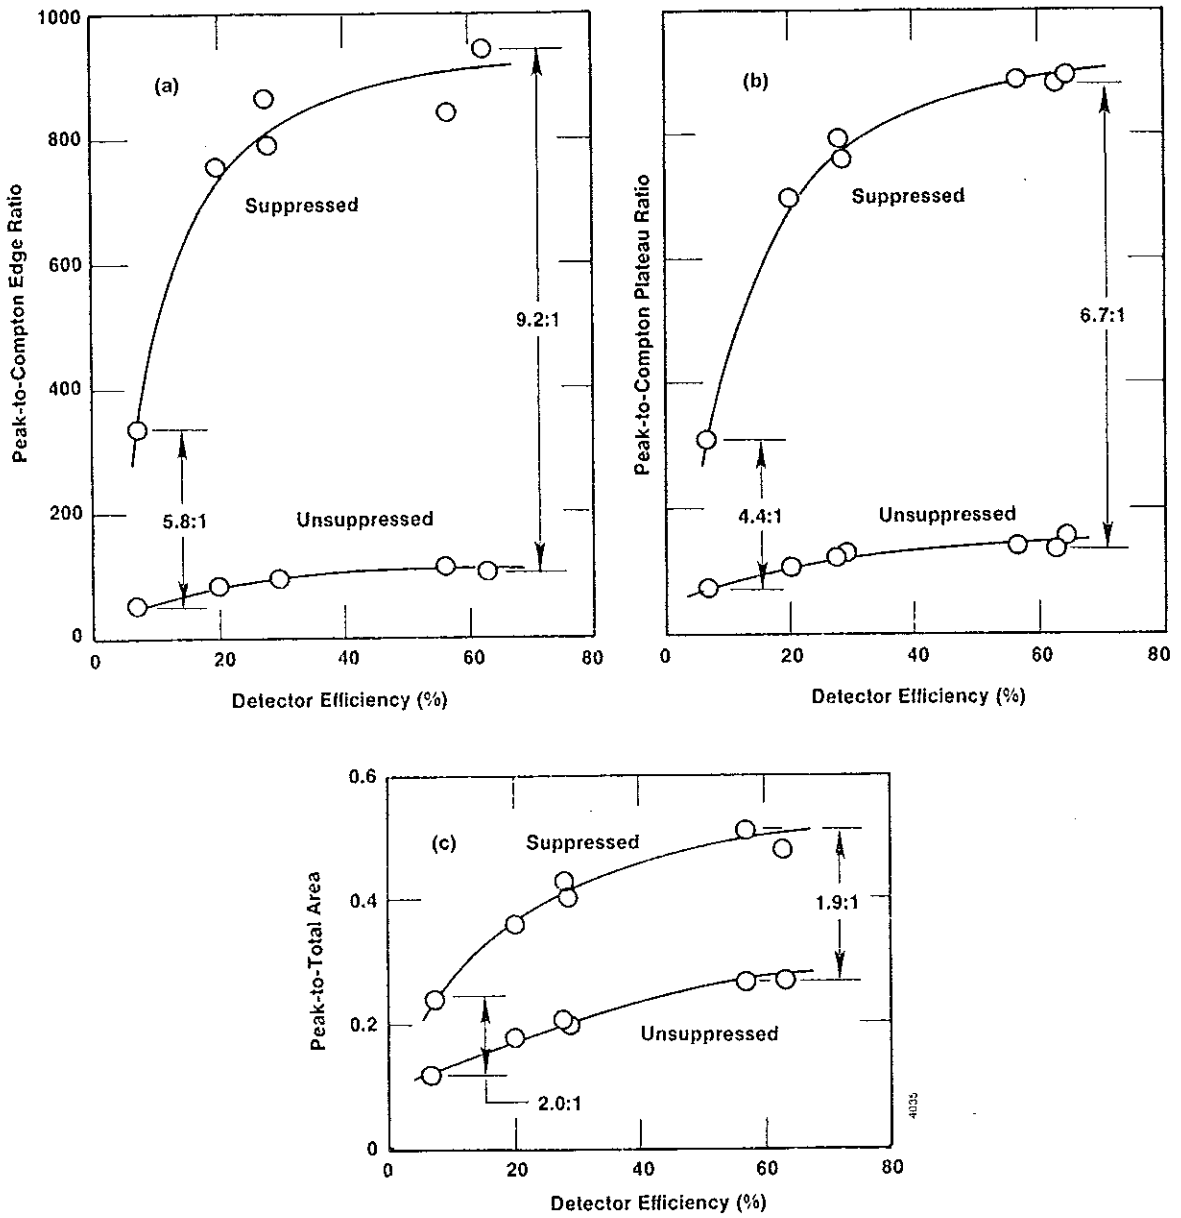 1000
800
600
400
200
0
Peak-to-Compton Edge Ratio
(a)
Suppressed
Unsuppressed
5.8:1
9.2:1
0 20 40 60 80
Detector Efficiency (%)
Peak-to-Compton Plateau Ratio
(b)
Suppressed
Unsuppressed
4.4:1
6.7:1
0 20 40 60 80
Detector Efficiency (%)
0.6
0.4
0.2
0
Peak-to-Total Area
(c)
Suppressed
Unsuppressed
1.9:1
2.0:1
0 20 40 60 80
Detector Efficiency (%)
4035